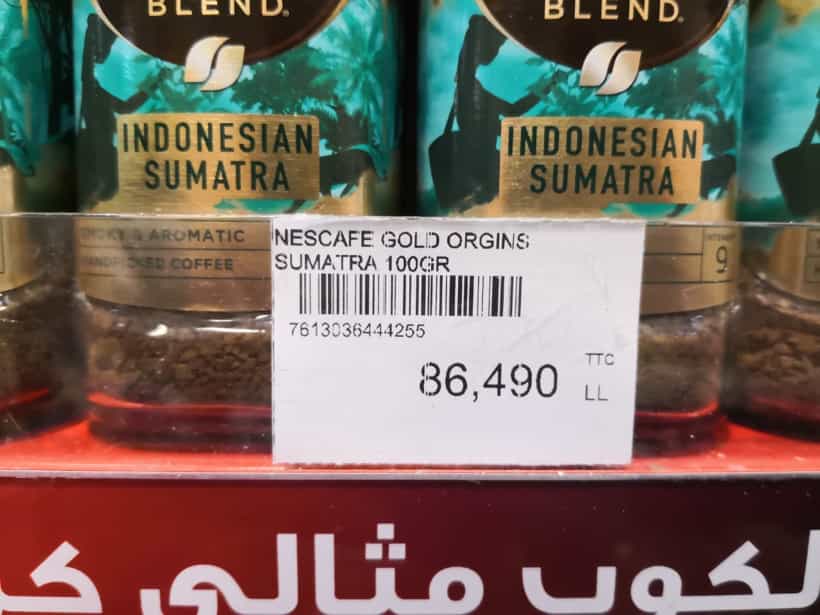 BLEND.
BLEND.
INDONESIAN
SUMATRA
INDONESIAN
SUMATRA
SMOKY & AROMATIC
HANDPICKED COFFEE
NESCAFE GOLD ORGINS
SUMATRA 100GR
7613036444255
86,490
TTC
LL
INTENSITY
9
لكوب مثالي